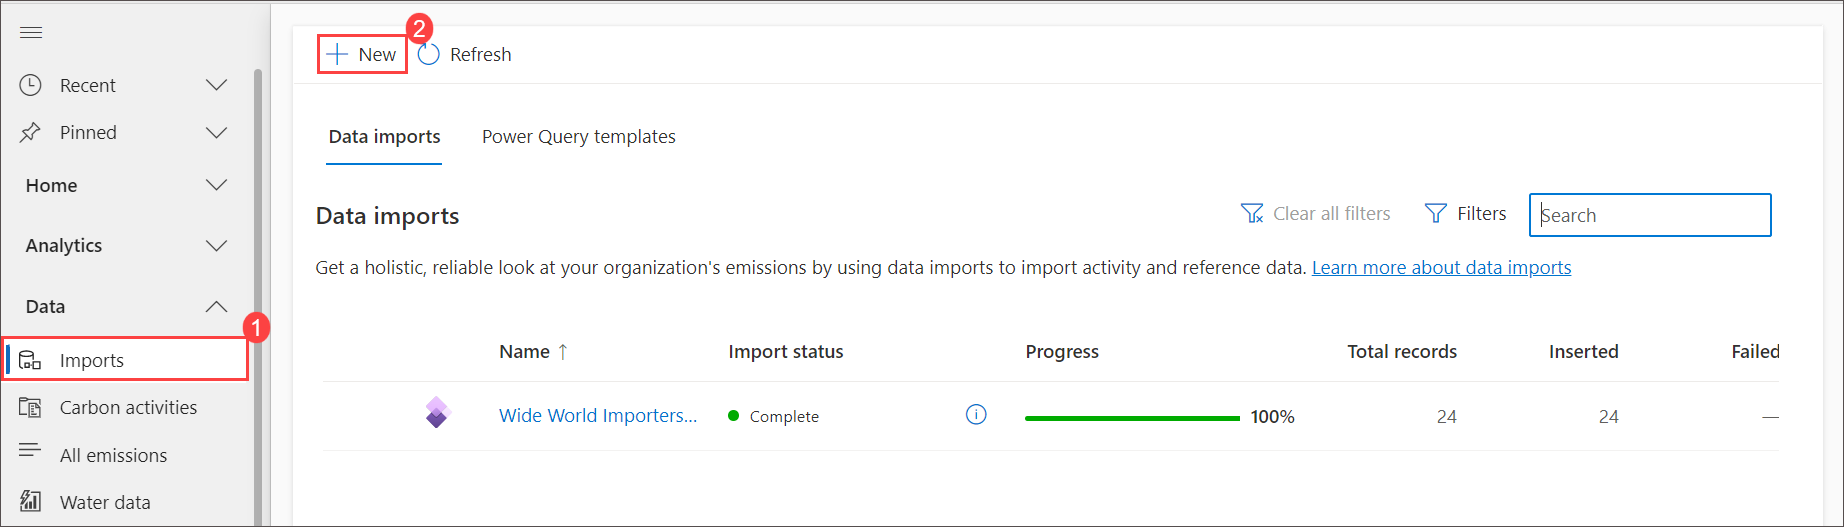 2
New
Refresh
Recent
Pinned
Data imports
Power Query templates
Home
Data imports
Clear all filters
Filters
Search
Analytics
Get a holistic, reliable look at your organization's emissions by using data imports to import activity and reference data. Learn more about data imports
Data
1
Imports
Name ↑
Import status
Progress
Total records
Inserted
Failed
Carbon activities
Wide World Importers...
Complete
100%
24
24
—
All emissions
Water data